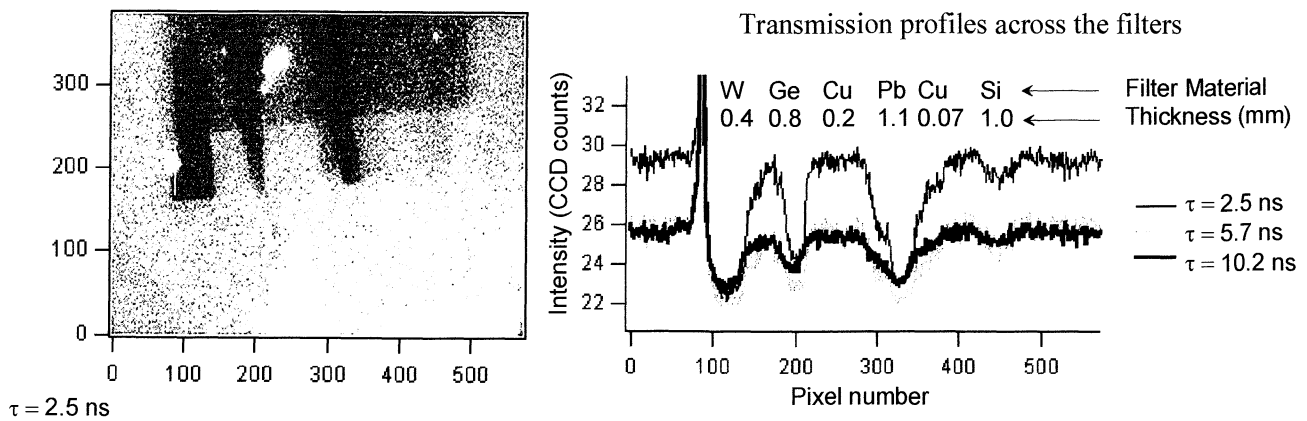 300
200
100
0
0 100 200 300 400 500
τ = 2.5 ns
Transmission profiles across the filters
Intensity (CCD counts)
32
30
28
26
24
22
W Ge Cu Pb Cu Si Filter Material
0.4 0.8 0.2 1.1 0.07 1.0 Thickness (mm)
τ = 2.5 ns
τ = 5.7 ns
τ = 10.2 ns
0 100 200 300 400 500
Pixel number